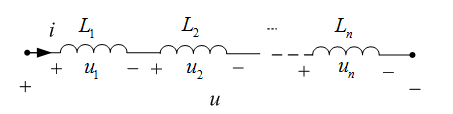 i L₁ L₂ ... Lₙ
+ u₁ − + u₂ − + uₙ −
+ u −